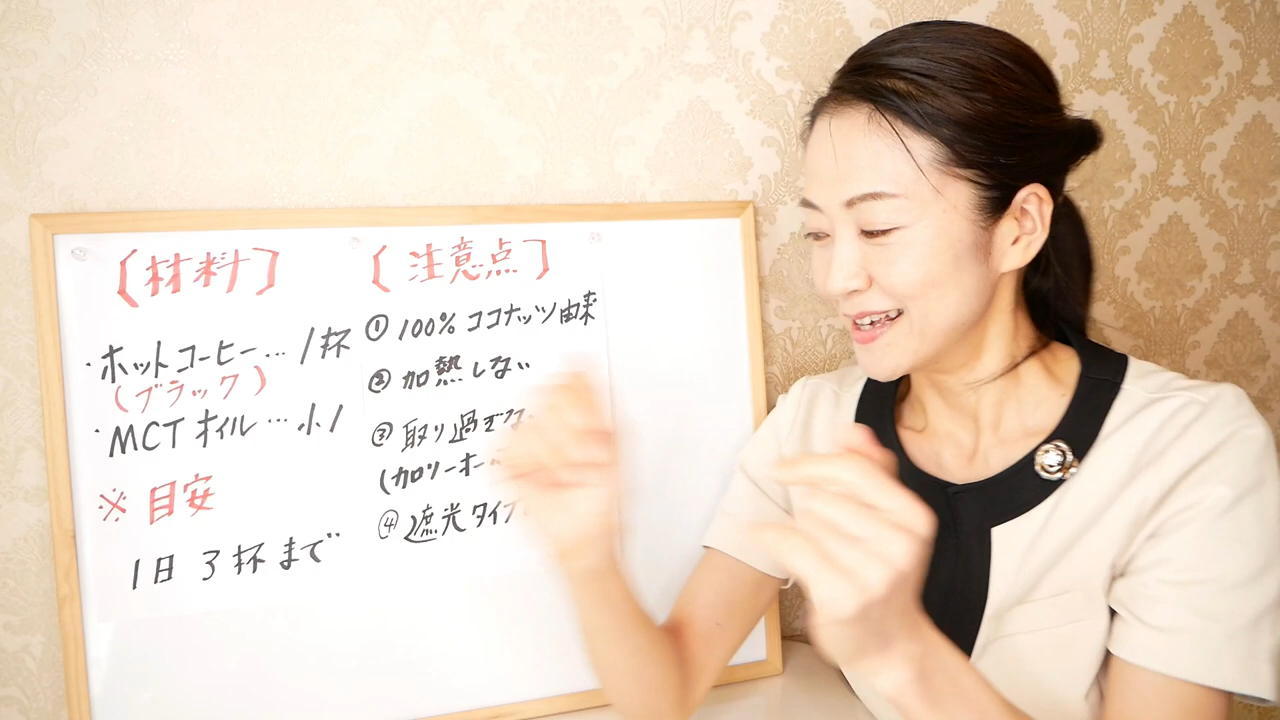 【材料】
・ホットコーヒー…1杯
(ブラック)
・MCTオイル…小1
※目安
1日3杯まで
【注意点】
① 100%ココナッツ由来
② 加熱しない
③ 取り過ぎ
(カロリーオー
④ 遮光タイプ